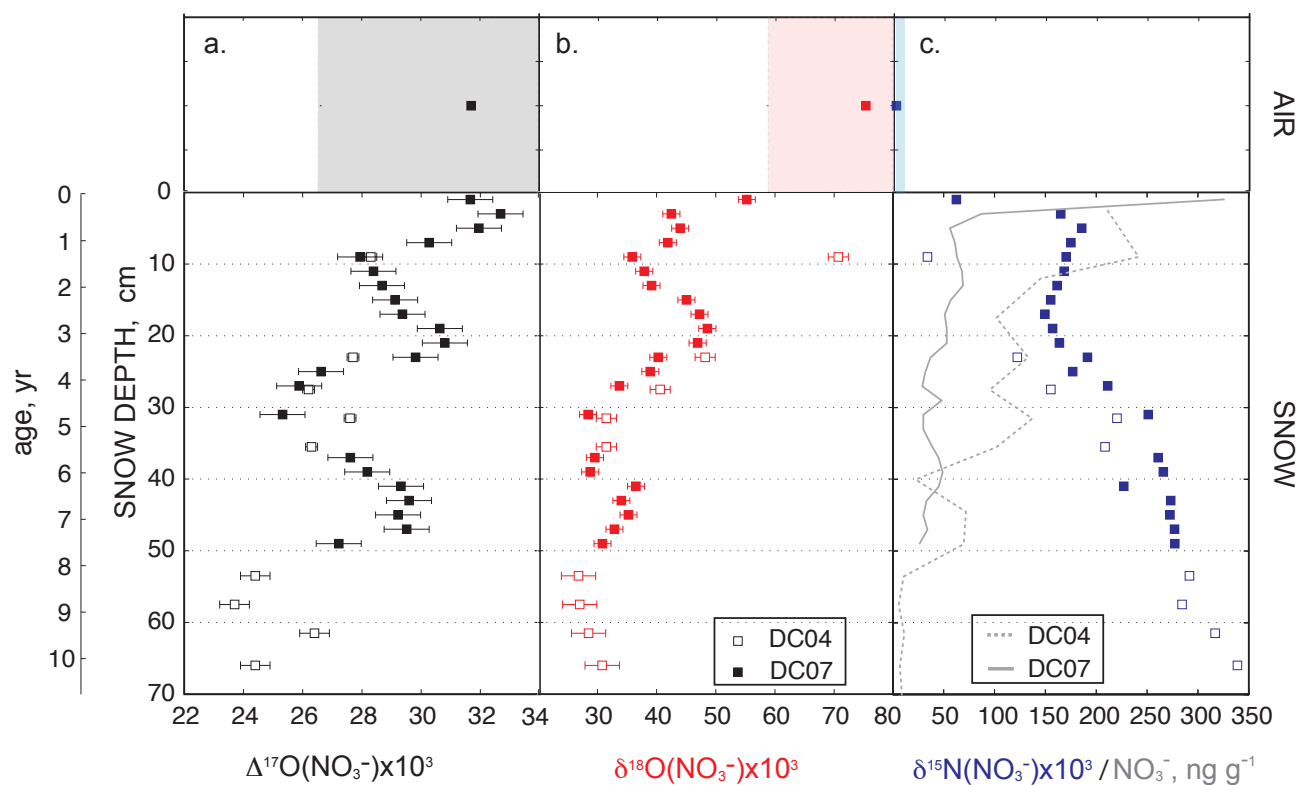 a.
b.
c.
AIR
SNOW
age, yr
SNOW DEPTH, cm
0
1
2
3
4
5
6
7
8
9
10
0
10
20
30
40
50
60
70
DC04
DC07
DC04
DC07
22 24 26 28 30 32 34
30 40 50 60 70 80
50 100 150 200 250 300 350
Δ¹⁷O(NO₃⁻)x10³
δ¹⁸O(NO₃⁻)x10³
δ¹⁵N(NO₃⁻)x10³ / NO₃⁻, ng g⁻¹